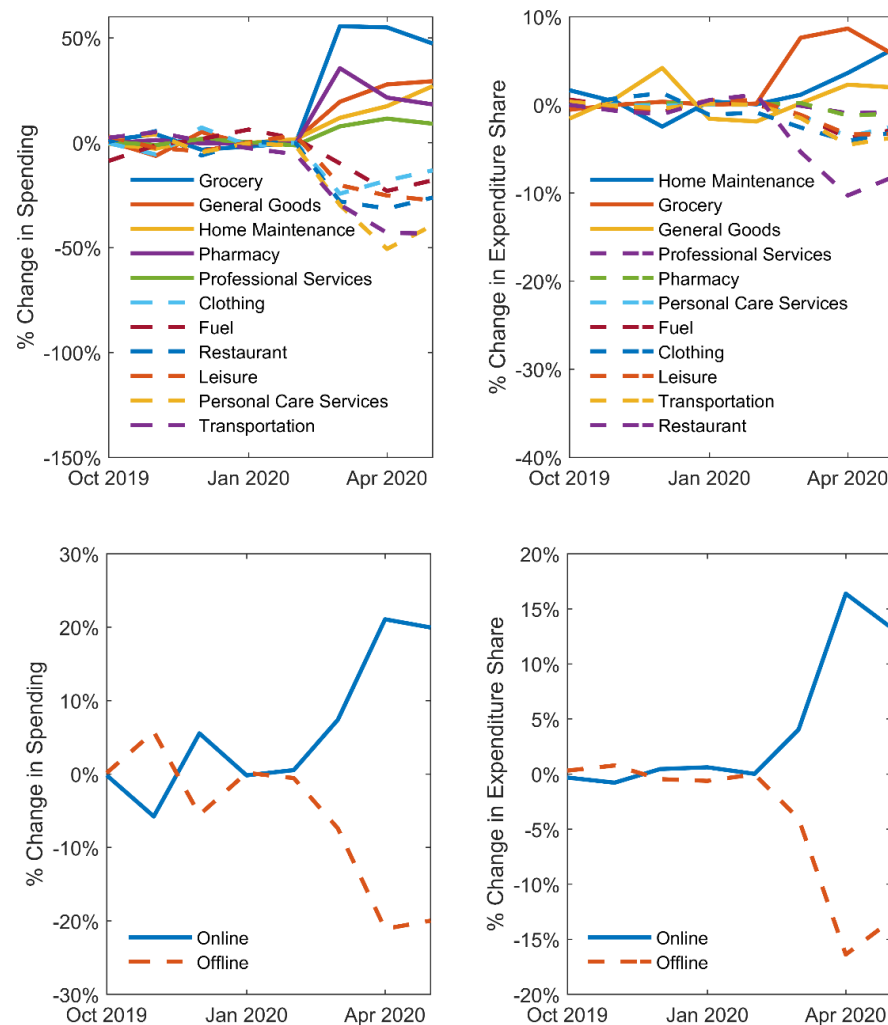 50%
0%
-50%
-100%
-150%
% Change in Spending
Grocery
General Goods
Home Maintenance
Pharmacy
Professional Services
Clothing
Fuel
Restaurant
Leisure
Personal Care Services
Transportation
Oct 2019 Jan 2020 Apr 2020
10%
0%
-10%
-20%
-30%
-40%
% Change in Expenditure Share
Home Maintenance
Grocery
General Goods
Professional Services
Pharmacy
Personal Care Services
Fuel
Clothing
Leisure
Transportation
Restaurant
Oct 2019 Jan 2020 Apr 2020
30%
20%
10%
0%
-10%
-20%
-30%
% Change in Spending
Online
Offline
Oct 2019 Jan 2020 Apr 2020
20%
15%
10%
5%
0%
-5%
-10%
-15%
-20%
% Change in Expenditure Share
Online
Offline
Oct 2019 Jan 2020 Apr 2020